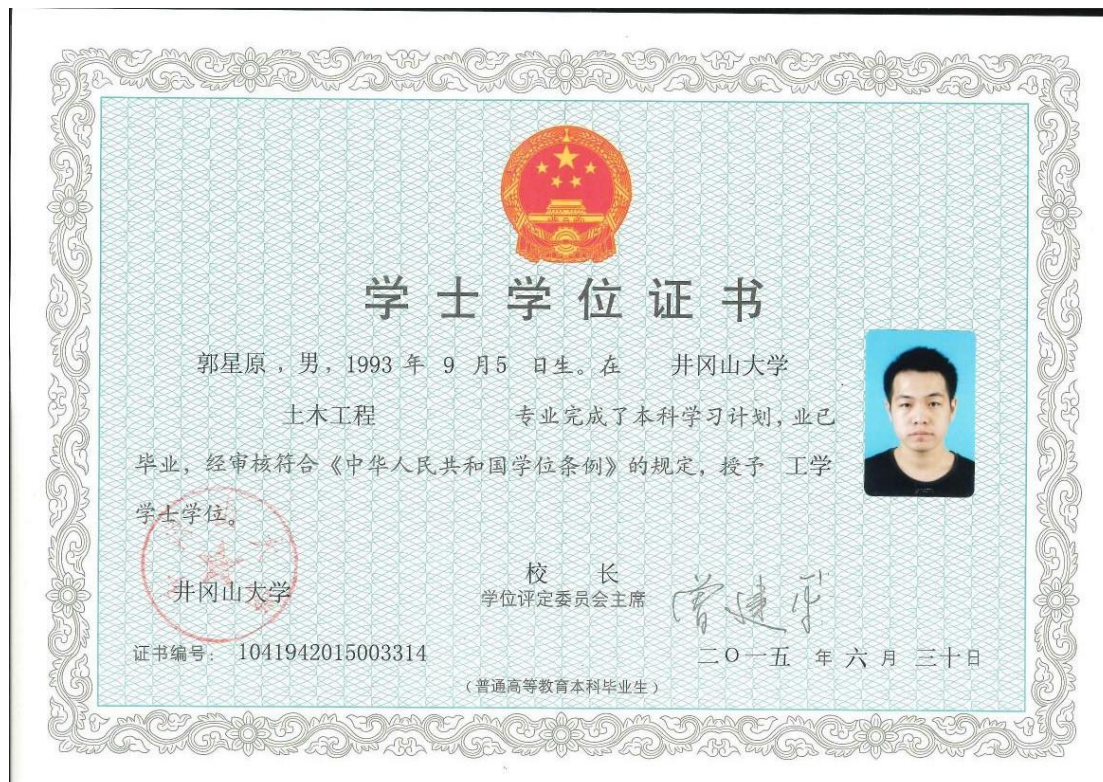 学士学位证书
郭星原，男，1993 年 9 月5 日生。在 井冈山大学
土木工程 专业完成了本科学习计划，业已
毕业，经审核符合《中华人民共和国学位条例》的规定，授予 工学
学士学位。
井冈山大学
校 长
学位评定委员会主席
曾建平
证书编号： 1041942015003314
二O一五 年 六 月 三十日
（普通高等教育本科毕业生）